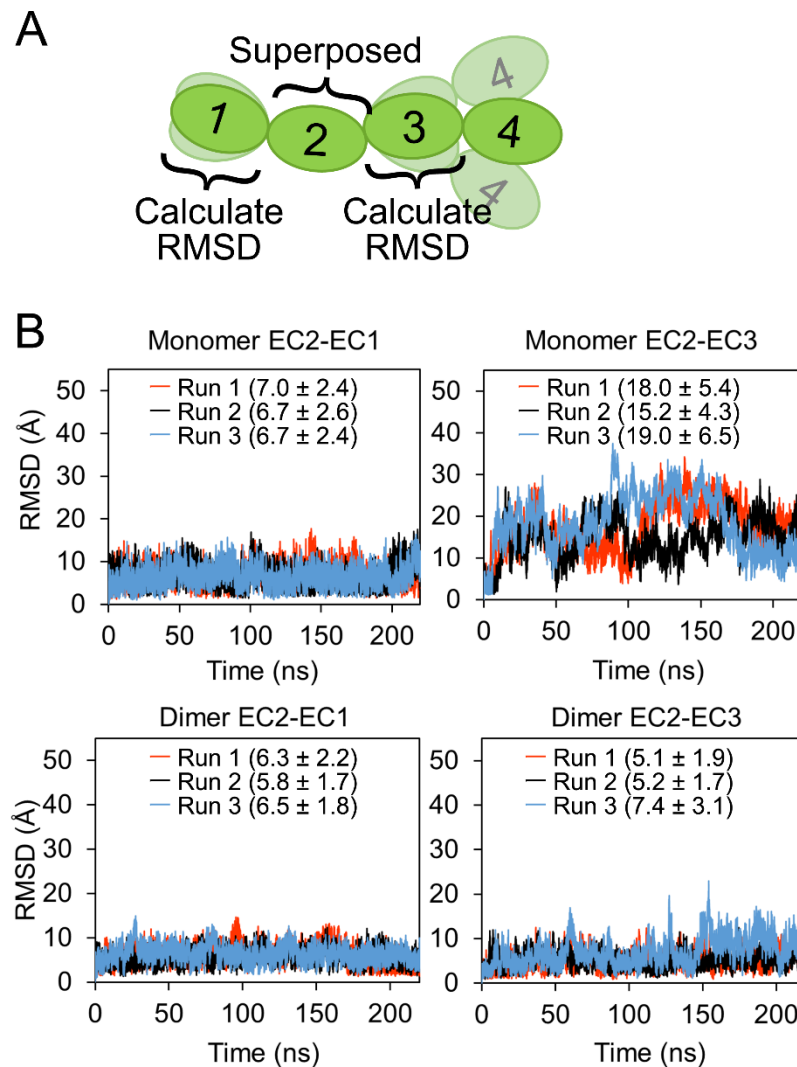 A
Superposed
4
1
2
3
4
4
Calculate
RMSD
Calculate
RMSD
B
Monomer EC2-EC1
Monomer EC2-EC3
50
40
30
20
10
0
RMSD (Å)
Run 1 (7.0 ± 2.4)
Run 2 (6.7 ± 2.6)
Run 3 (6.7 ± 2.4)
0 50 100 150 200
Time (ns)
50
40
30
20
10
0
Run 1 (18.0 ± 5.4)
Run 2 (15.2 ± 4.3)
Run 3 (19.0 ± 6.5)
0 50 100 150 200
Time (ns)
Dimer EC2-EC1
Dimer EC2-EC3
50
40
30
20
10
0
RMSD (Å)
Run 1 (6.3 ± 2.2)
Run 2 (5.8 ± 1.7)
Run 3 (6.5 ± 1.8)
0 50 100 150 200
Time (ns)
50
40
30
20
10
0
Run 1 (5.1 ± 1.9)
Run 2 (5.2 ± 1.7)
Run 3 (7.4 ± 3.1)
0 50 100 150 200
Time (ns)